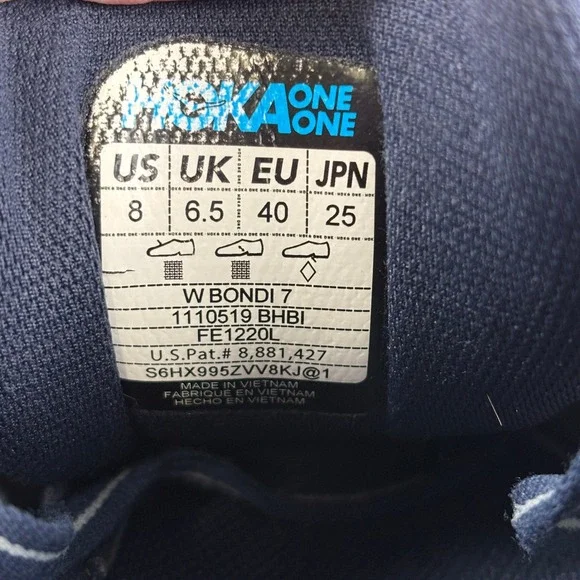 HOKA ONE ONE
US UK EU JPN
8 6.5 40 25
W BONDI 7
1110519 BHBI
FE1220L
U.S.Pat.# 8,881,427
S6HX995ZVV8KJ@1
MADE IN VIETNAM
FABRIQUE EN VIETNAM
HECHO EN VIETNAM